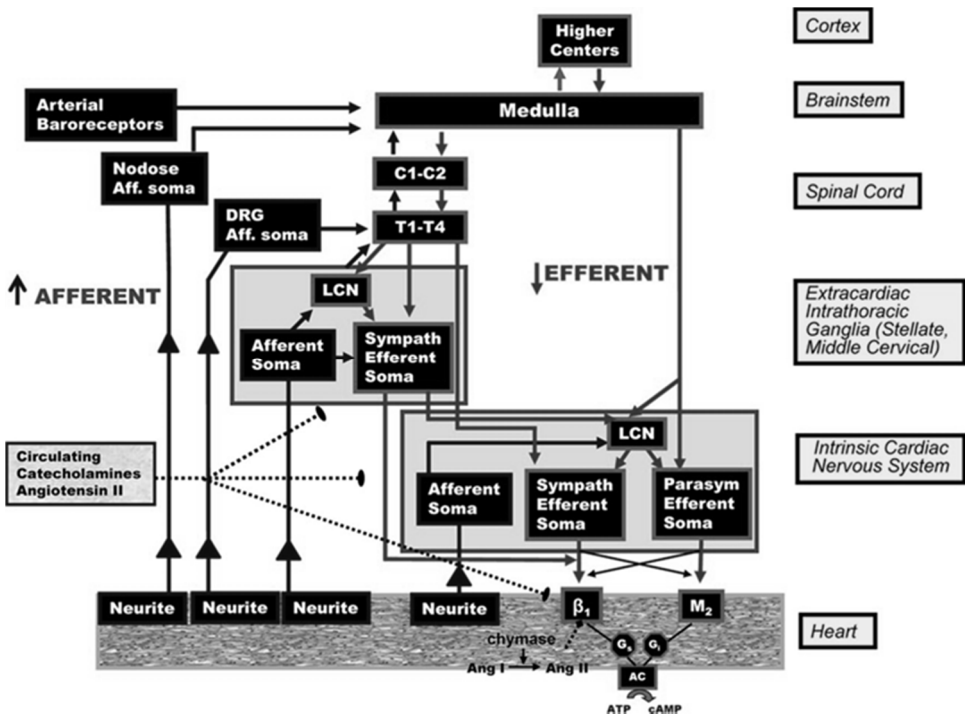 Higher
Centers
Cortex
Medulla
Brainstem
Arterial
Baroreceptors
Nodose
Aff. soma
C1-C2
Spinal Cord
DRG
Aff. soma
T1-T4
AFFERENT
EFFERENT
LCN
Afferent
Soma
Sympath
Efferent
Soma
Extracardiac
Intrathoracic
Ganglia (Stellate,
Middle Cervical)
Circulating
Catecholamines
Angiotensin II
LCN
Afferent
Soma
Sympath
Efferent
Soma
Parasym
Efferent
Soma
Intrinsic Cardiac
Nervous System
Neurite
Neurite
Neurite
Neurite
β1
M2
Heart
chymase
Ang I
Ang II
Gs
Gi
AC
ATP
cAMP